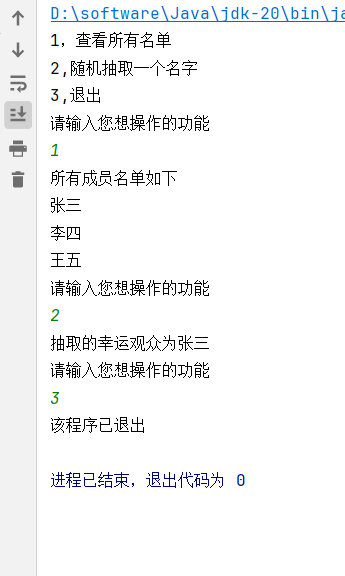 D:\software\Java\jdk-20\bin\ja
1，查看所有名单
2,随机抽取一个名字
3,退出
请输入您想操作的功能
1
所有成员名单如下
张三
李四
王五
请输入您想操作的功能
2
抽取的幸运观众为张三
请输入您想操作的功能
3
该程序已退出
进程已结束，退出代码为 0